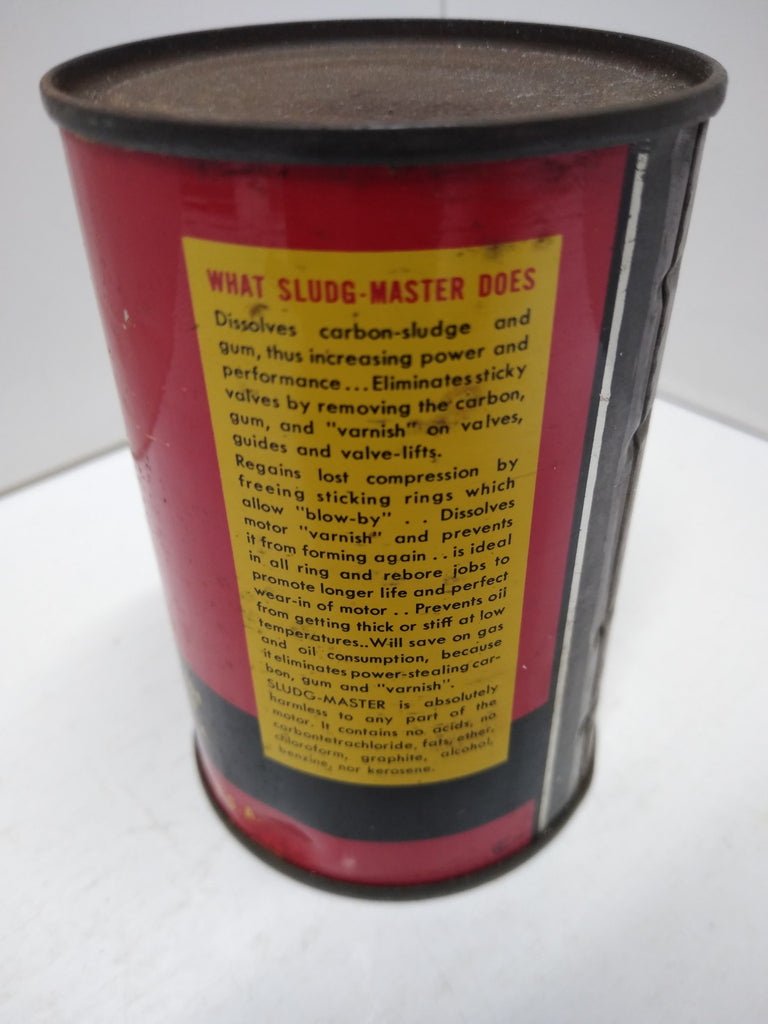 WHAT SLUDG-MASTER DOES
Dissolves carbon-sludge and
gum, thus increasing power and
performance...Eliminates sticky
valves by removing the carbon,
gum, and "varnish" on valves,
guides and valve-lifts.
Regains lost compression by
freeing sticking rings which
allow "blow-by" . . Dissolves
motor "varnish" and prevents
it from forming again . . is ideal
in all ring and rebore jobs to
promote longer life and perfect
wear-in of motor . . Prevents oil
from getting thick or stiff at low
temperatures..Will save on gas
and oil consumption, because
it eliminates power-stealing car-
bon, gum and "varnish".
SLUDG-MASTER is absolutely
harmless to any part of the
motor. It contains no acids, no
carbontetrachloride, fats, ether,
chloroform, graphite, alcohol,
benzine, nor kerosene.